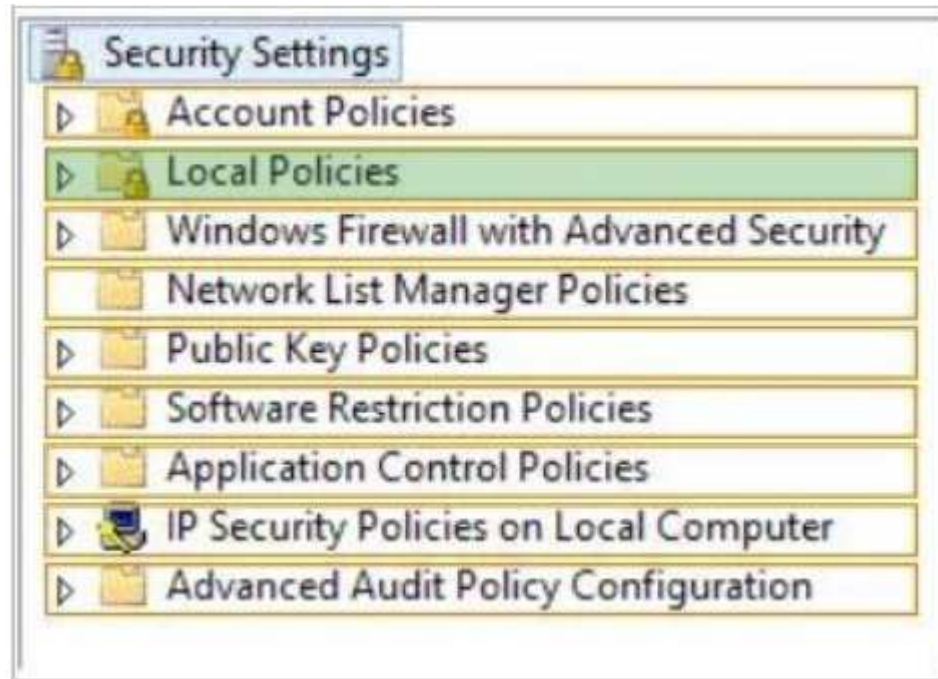 Security Settings
Account Policies
Local Policies
Windows Firewall with Advanced Security
Network List Manager Policies
Public Key Policies
Software Restriction Policies
Application Control Policies
IP Security Policies on Local Computer
Advanced Audit Policy Configuration